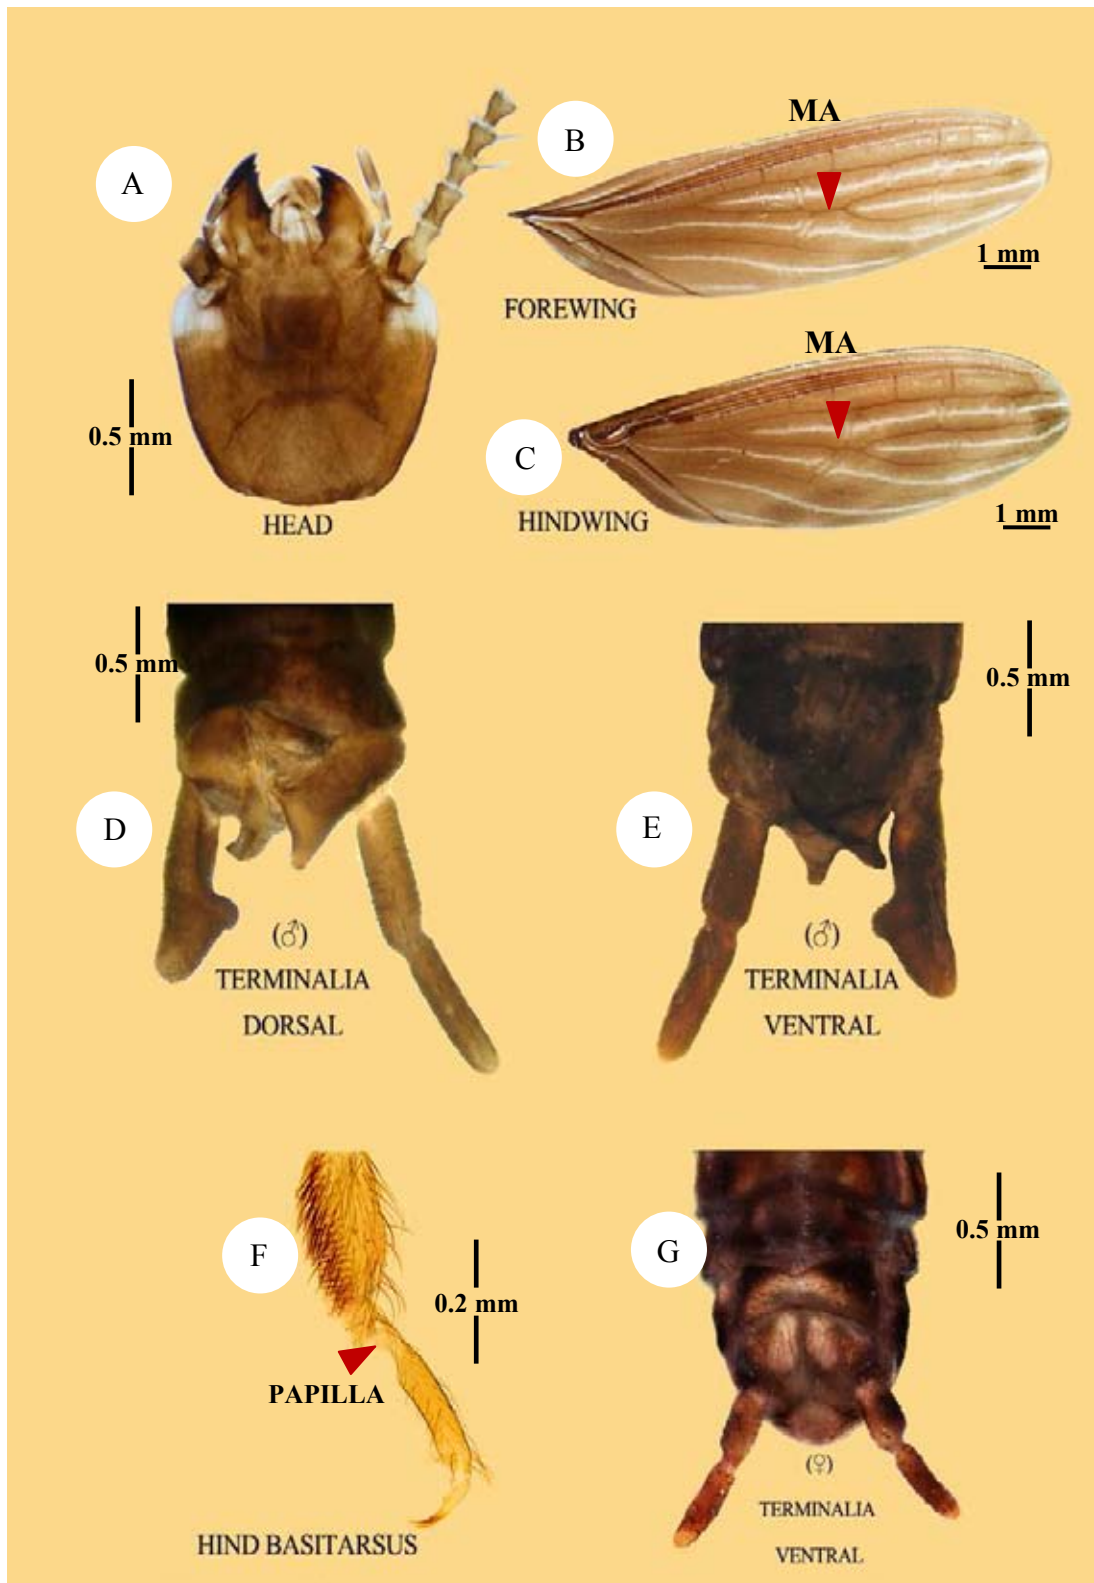 A
HEAD
0.5 mm
B
MA
1 mm
FOREWING
C
MA
1 mm
HINDWING
0.5 mm
D
(♂)
TERMINALIA
DORSAL
0.5 mm
E
(♂)
TERMINALIA
VENTRAL
F
0.2 mm
PAPILLA
HIND BASITARSUS
G
0.5 mm
(♀)
TERMINALIA
VENTRAL